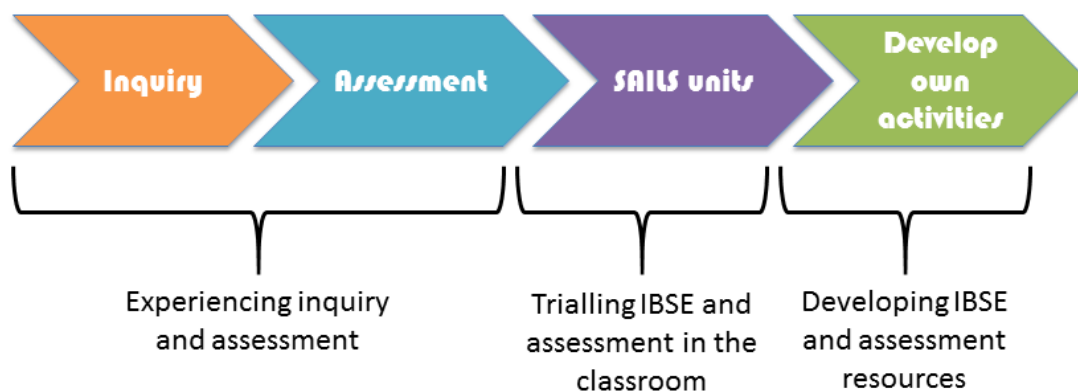 Inquiry
Assessment
SAILS units
Develop
own
activities
Experiencing inquiry
and assessment
Trialling IBSE and
assessment in the
classroom
Developing IBSE
and assessment
resources